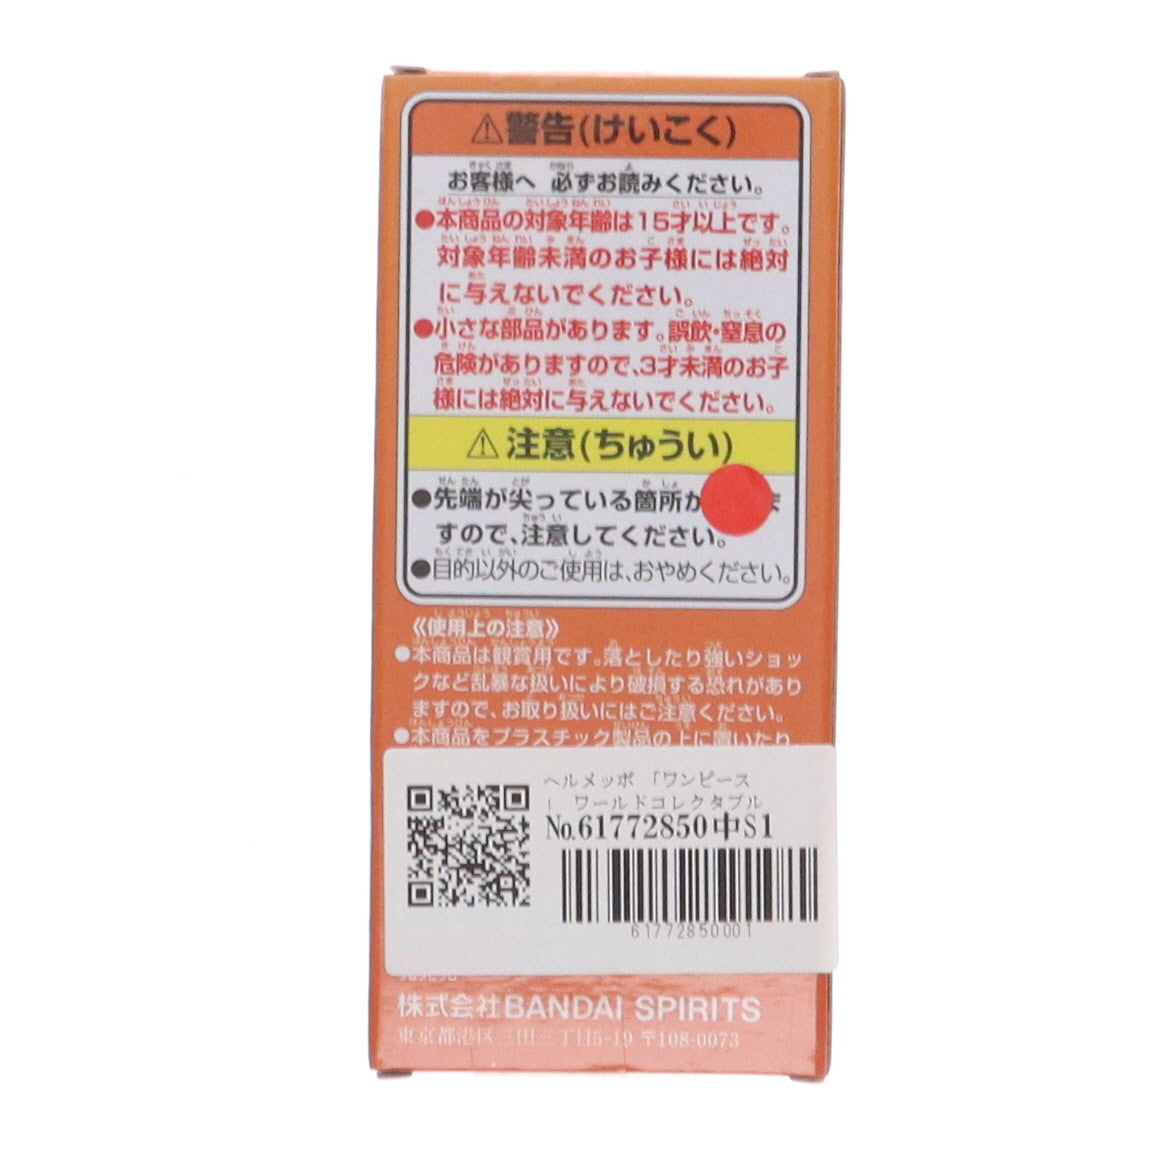 ⚠警告(けいこく)
お客様へ 必ずお読みください。
●本商品の対象年齢は15才以上です。
対象年齢未満のお子様には絶対
に与えないでください。
●小さな部品があります。誤飲・窒息の
危険がありますので、3才未満のお子
様には絶対に与えないでください。
⚠注意(ちゅうい)
●先端が尖っている箇所が
すので、注意してください。
●目的以外のご使用は、おやめください。
《使用上の注意》
●本商品は観賞用です。落としたり強いショッ
クなど乱暴な扱いにより破損する恐れがあり
ますので、お取り扱いにはご注意ください。
●本商品をプラスチック製品の上に置いたり、
ヘルメッポ 「ワンピース
」 ワールドコレクタブル
No.61772850中S1
61772850001
株式会社BANDAI SPIRITS
東京都港区三田三丁目5-19 〒108-0073